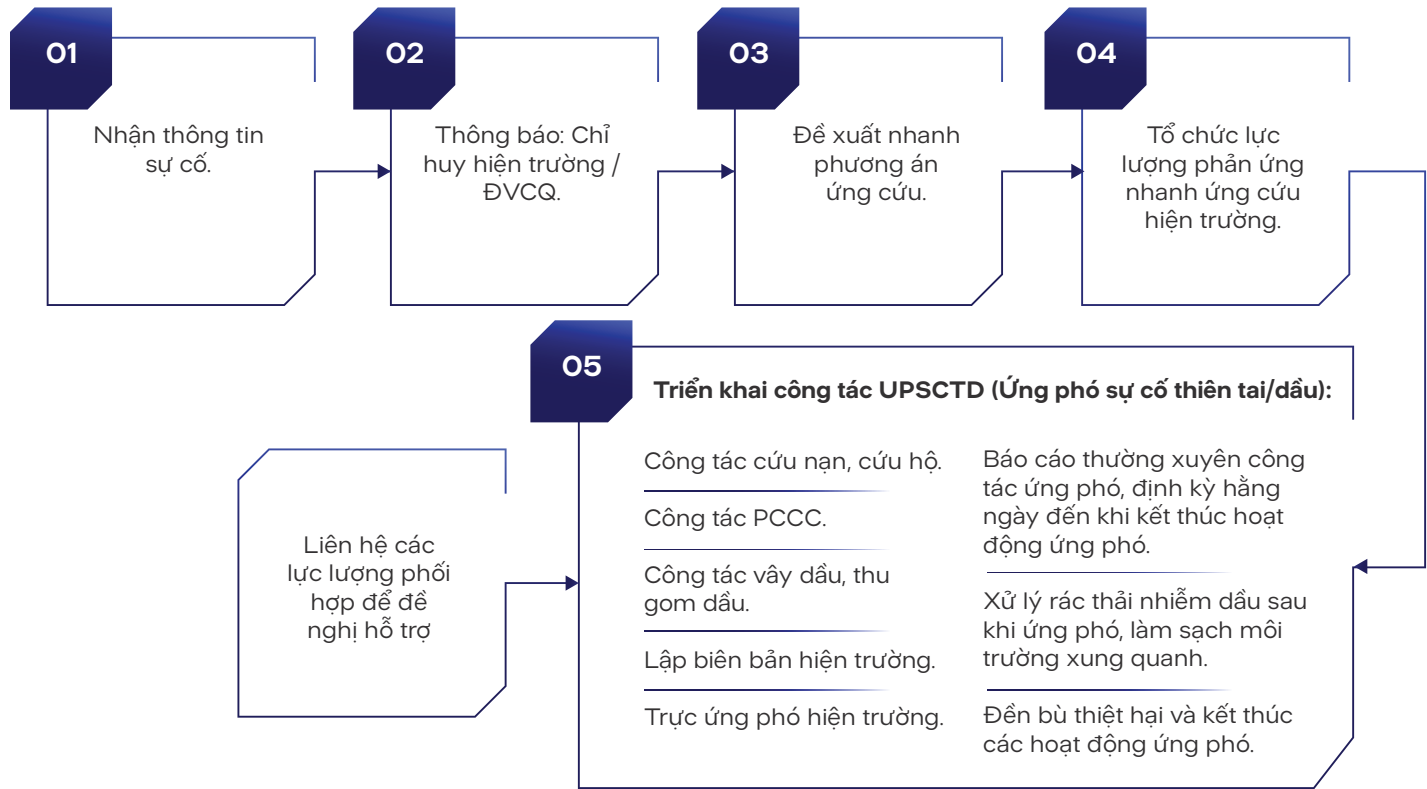 01
Nhận thông tin
sự cố.
02
Thông báo: Chỉ
huy hiện trường /
ĐVCQ.
03
Đề xuất nhanh
phương án
ứng cứu.
04
Tổ chức lực
lượng phản ứng
nhanh ứng cứu
hiện trường.
05
Triển khai công tác UPSCTD (Ứng phó sự cố thiên tai/dầu):
Công tác cứu nạn, cứu hộ.
Công tác PCCC.
Công tác vây dầu, thu
gom dầu.
Lập biên bản hiện trường.
Trực ứng phó hiện trường.
Báo cáo thường xuyên công
tác ứng phó, định kỳ hằng
ngày đến khi kết thúc hoạt
động ứng phó.
Xử lý rác thải nhiễm dầu sau
khi ứng phó, làm sạch môi
trường xung quanh.
Đền bù thiệt hại và kết thúc
các hoạt động ứng phó.
Liên hệ các
lực lượng phối
hợp để đề
nghị hỗ trợ